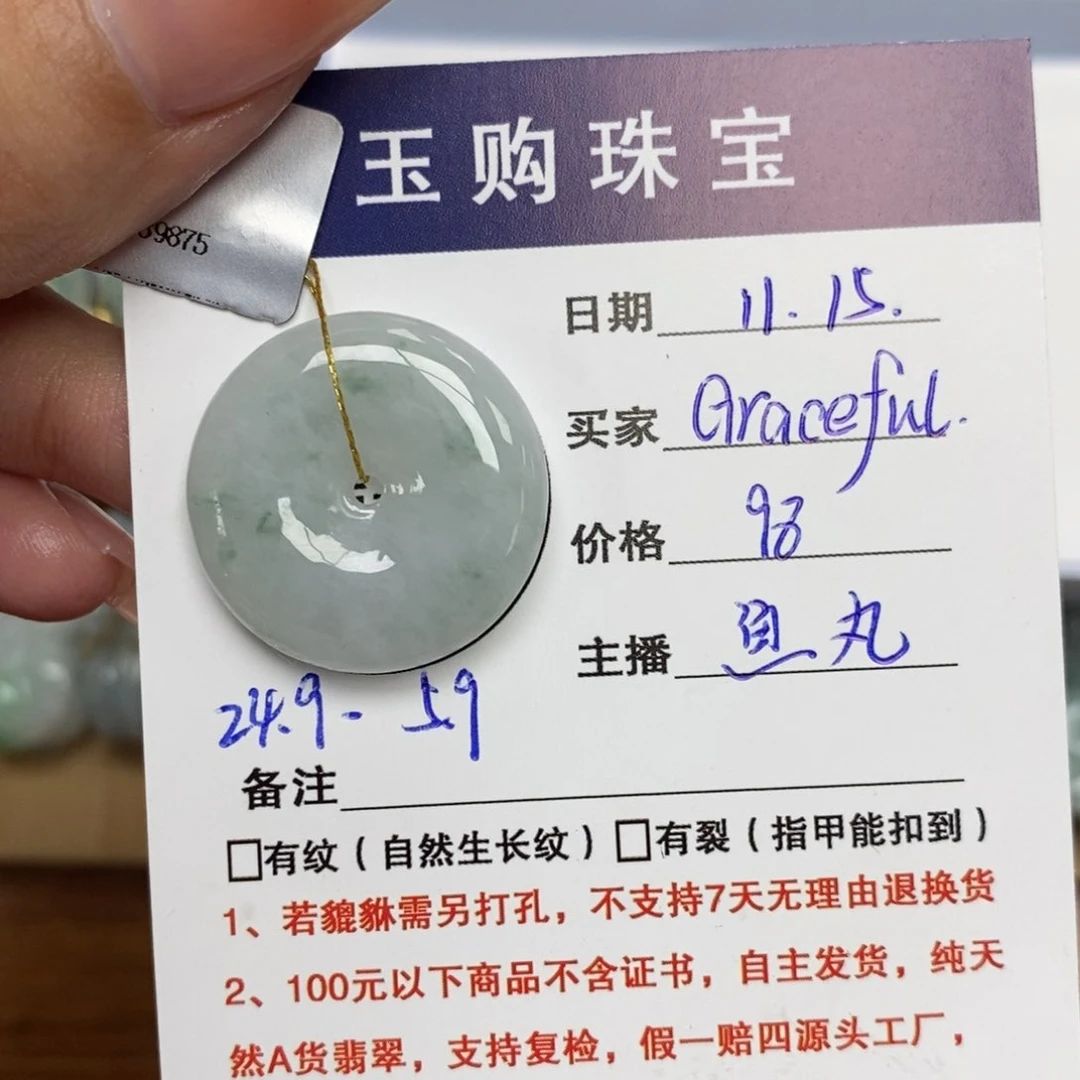 玉购珠宝
9875
日期 11.15.
买家 Graceful.
价格 98
主播 鱼丸
24.9 - 5.9
备注
□有纹（自然生长纹）□有裂（指甲能扣到）
1、若貔貅需另打孔，不支持7天无理由退换货
2、100元以下商品不含证书，自主发货，纯天
然A货翡翠，支持复检，假一赔四源头工厂，